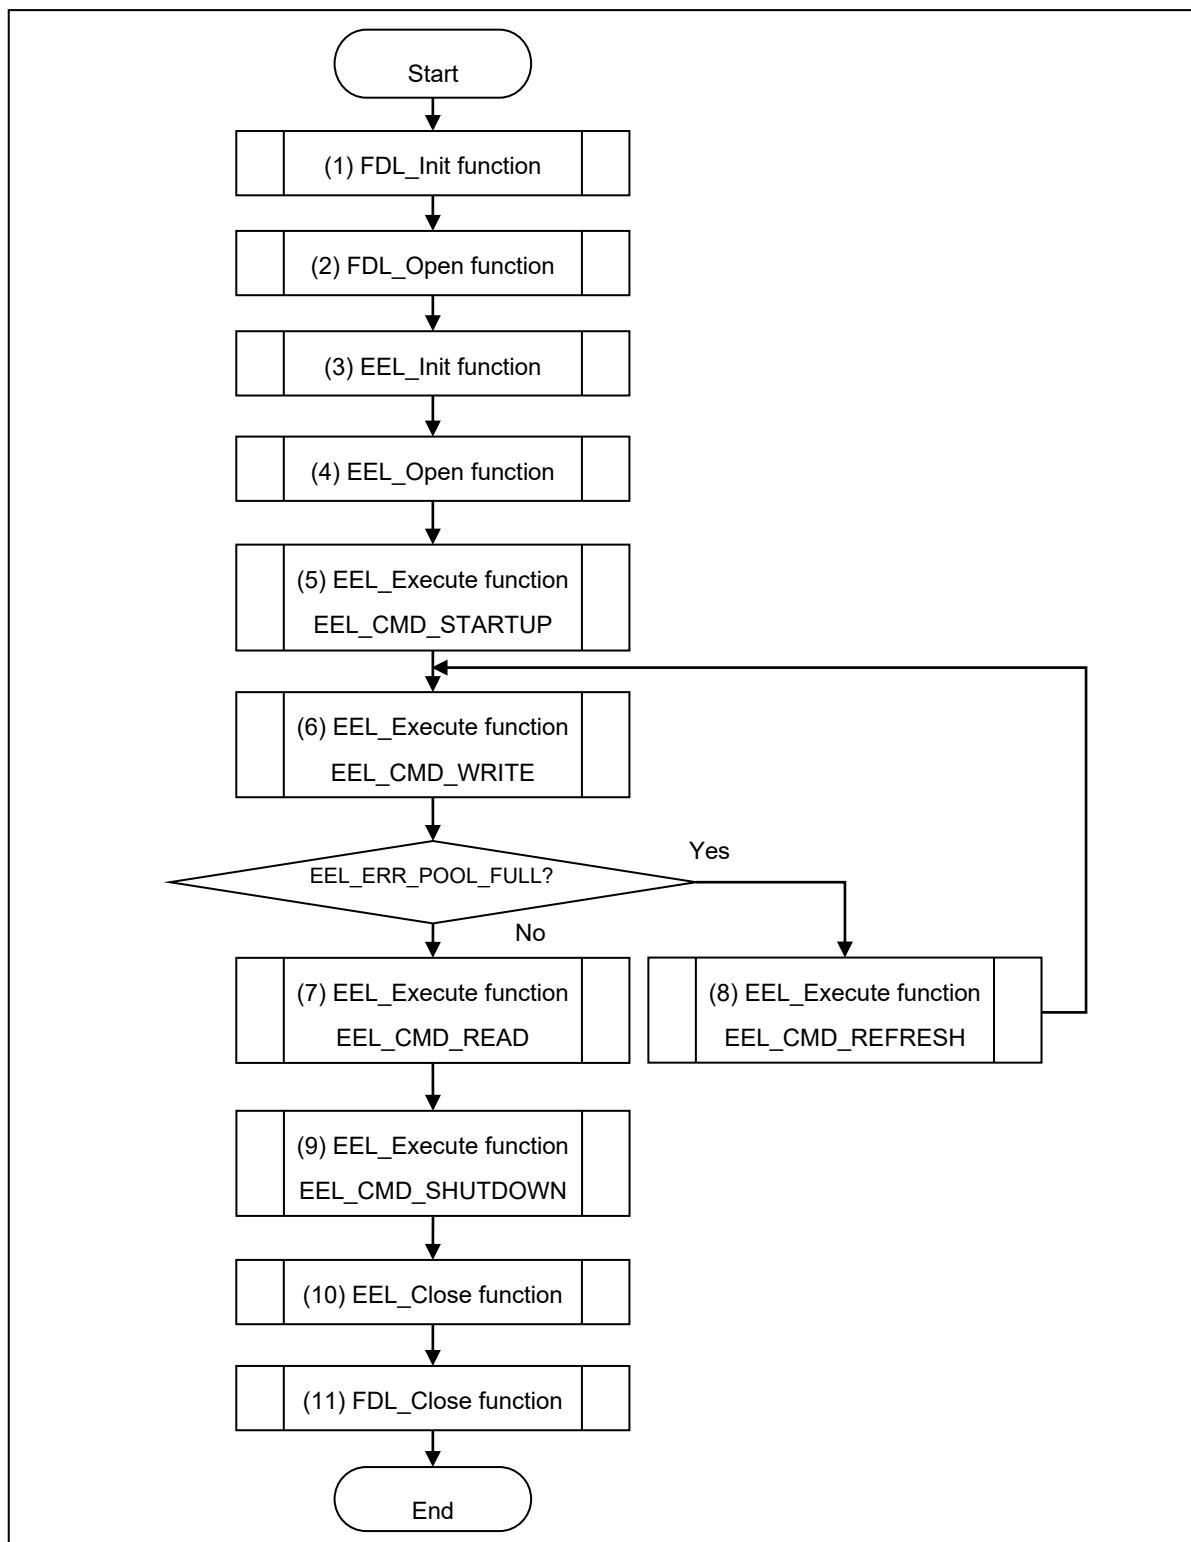 Start
(1) FDL_Init function
(2) FDL_Open function
(3) EEL_Init function
(4) EEL_Open function
(5) EEL_Execute function
EEL_CMD_STARTUP
(6) EEL_Execute function
EEL_CMD_WRITE
EEL_ERR_POOL_FULL?
Yes
No
(7) EEL_Execute function
EEL_CMD_READ
(8) EEL_Execute function
EEL_CMD_REFRESH
(9) EEL_Execute function
EEL_CMD_SHUTDOWN
(10) EEL_Close function
(11) FDL_Close function
End